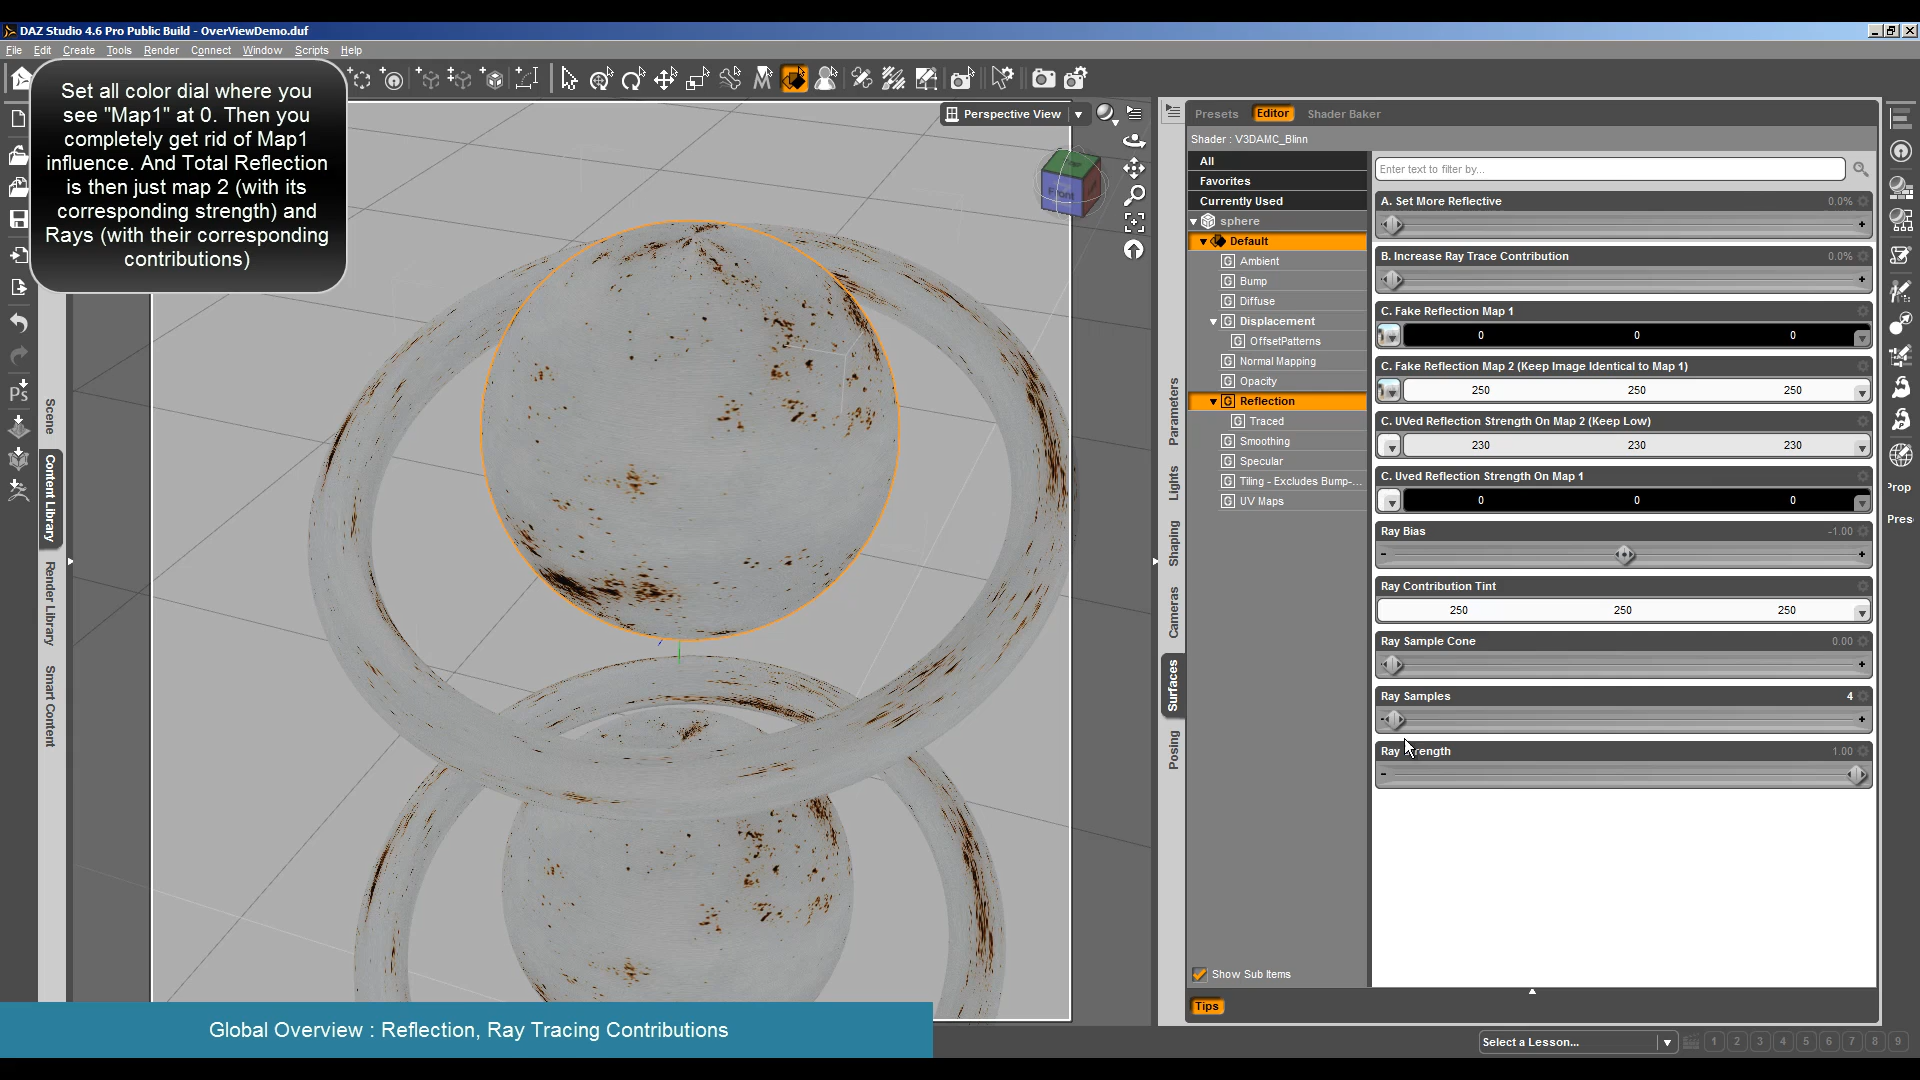 DAZ Studio 4.6 Pro Public Build - OverViewDemo.duf
File Edit Create Tools Render Connect Window Scripts Help
Set all color dial where you
see "Map1" at 0. Then you
completely get rid of Map1
influence. And Total Reflection
is then just map 2 (with its
corresponding strength) and
Rays (with their corresponding
contributions)
Perspective View
Front
Ps
Scene
Content Library
Render Library
Smart Content
Parameters
Lights
Shaping
Cameras
Surfaces
Posing
Presets Editor Shader Baker
Shader : V3DAMC_Blinn
All
Favorites
Currently Used
sphere
Default
G Ambient
G Bump
G Diffuse
G Displacement
G OffsetPatterns
G Normal Mapping
G Opacity
G Reflection
G Traced
G Smoothing
G Specular
G Tiling - Excludes Bump-...
G UV Maps
Show Sub Items
Tips
Enter text to filter by...
A. Set More Reflective 0.0%
B. Increase Ray Trace Contribution 0.0%
C. Fake Reflection Map 1
0 0 0
C. Fake Reflection Map 2 (Keep Image Identical to Map 1)
250 250 250
C. UVed Reflection Strength On Map 2 (Keep Low)
230 230 230
C. Uved Reflection Strength On Map 1
0 0 0
Ray Bias -1.00
Ray Contribution Tint
250 250 250
Ray Sample Cone 0.00
Ray Samples 4
Ray rength 1.00
Prop
Pres
Select a Lesson...
1 2 3 4 5 6 7 8 9
Global Overview : Reflection, Ray Tracing Contributions